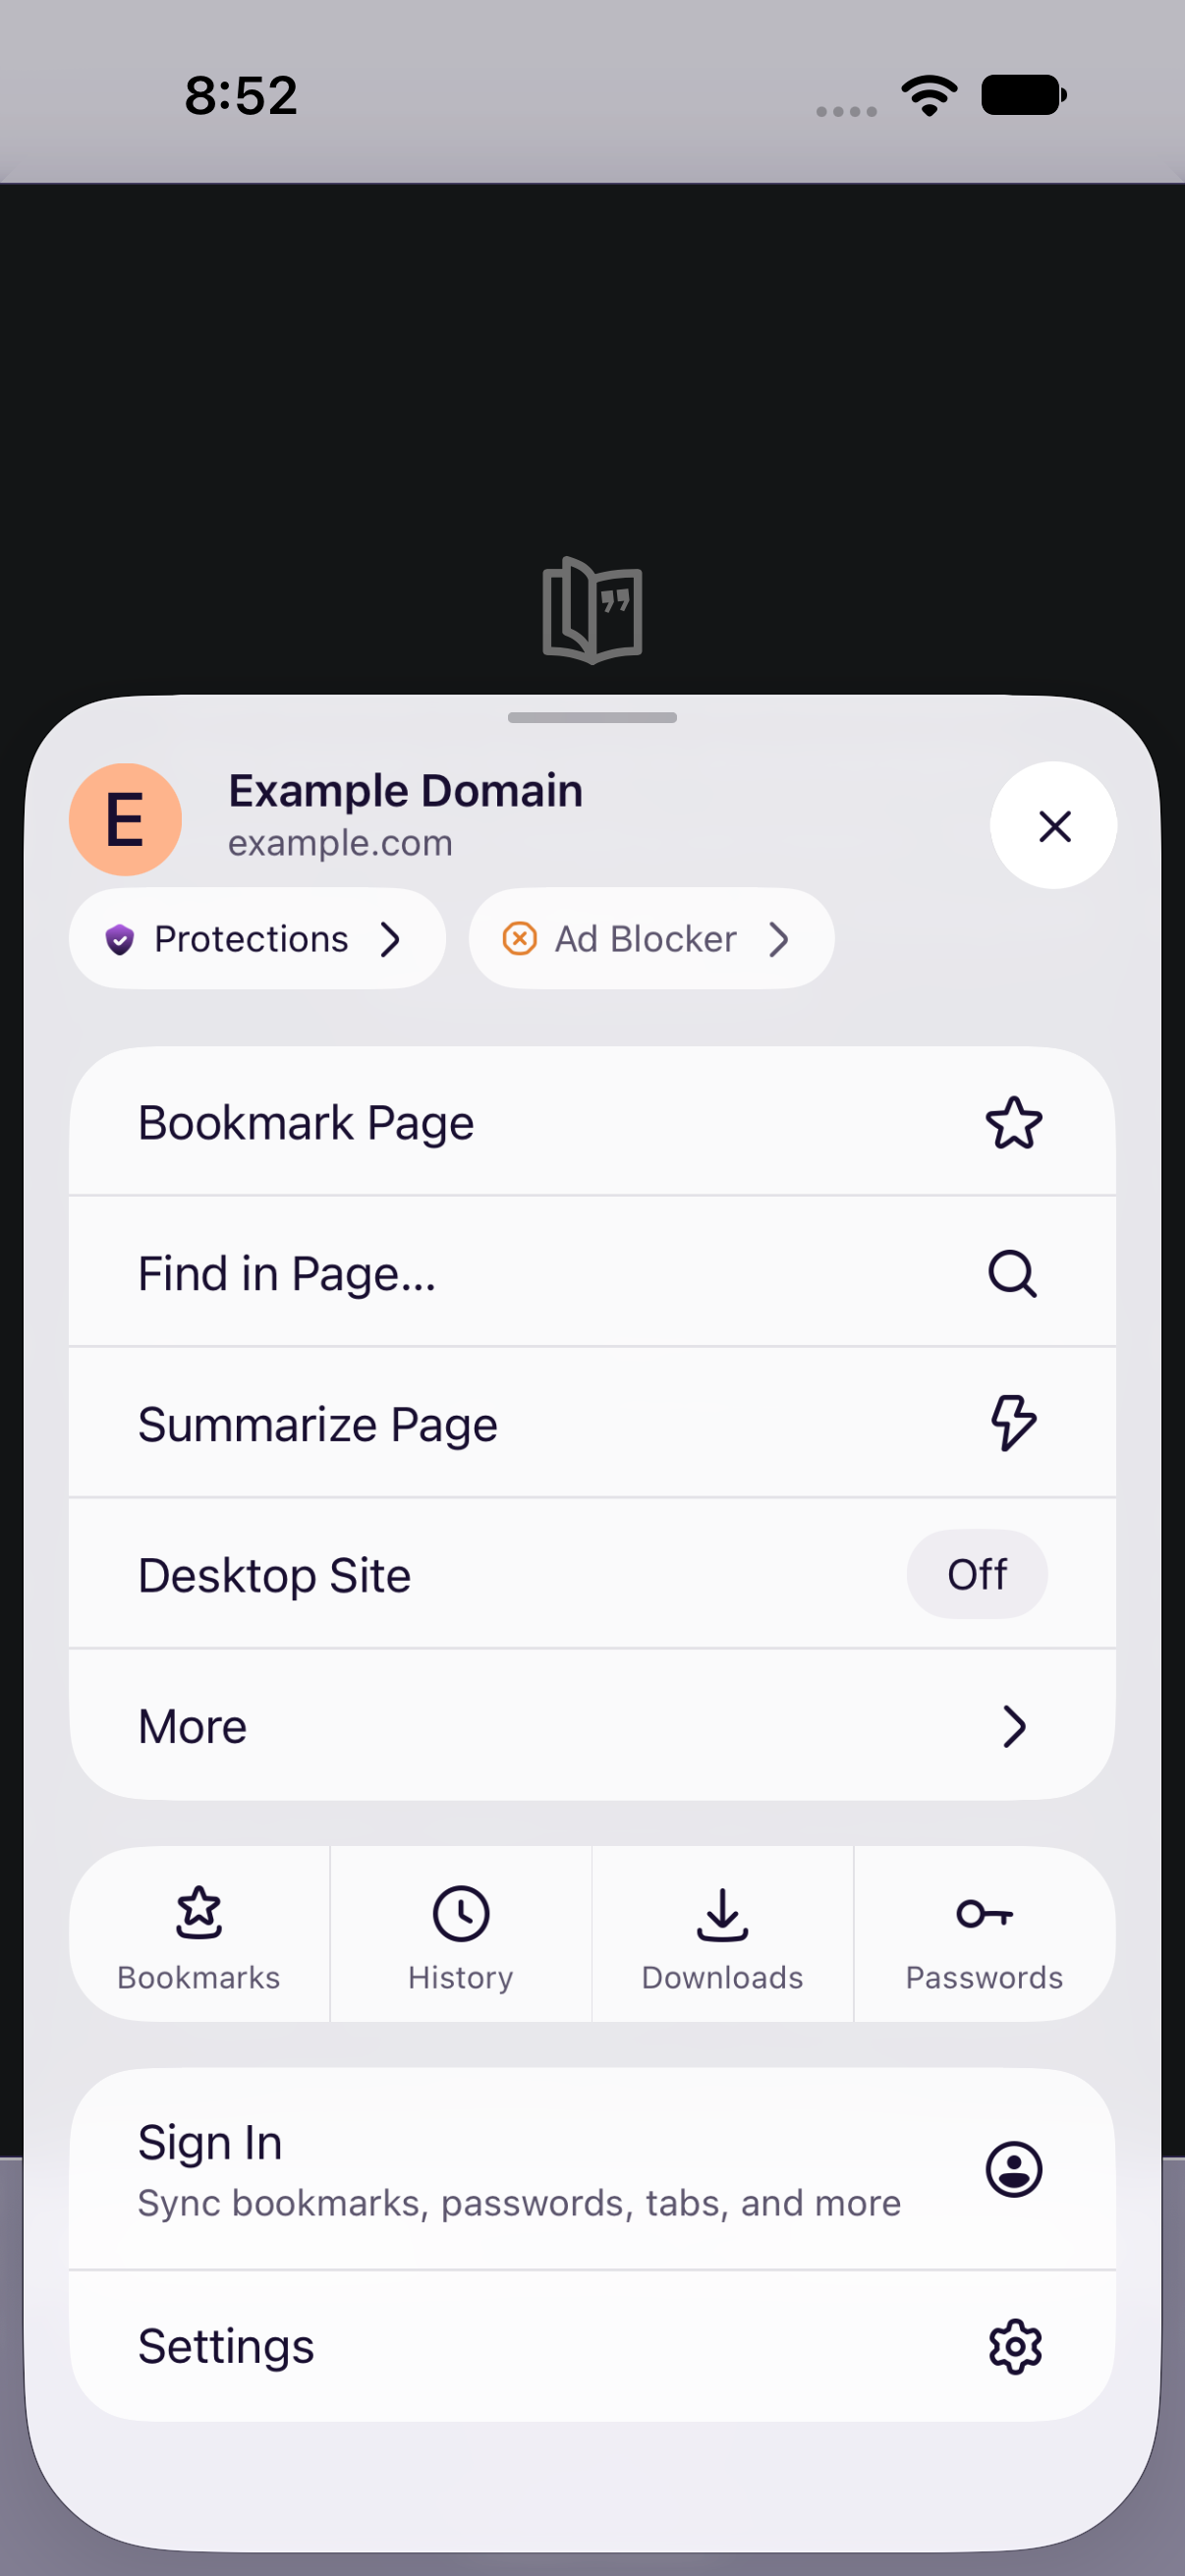 8:52
E
Example Domain
example.com
Protections
Ad Blocker
Bookmark Page
Find in Page...
Summarize Page
Desktop Site
Off
More
Bookmarks
History
Downloads
Passwords
Sign In
Sync bookmarks, passwords, tabs, and more
Settings